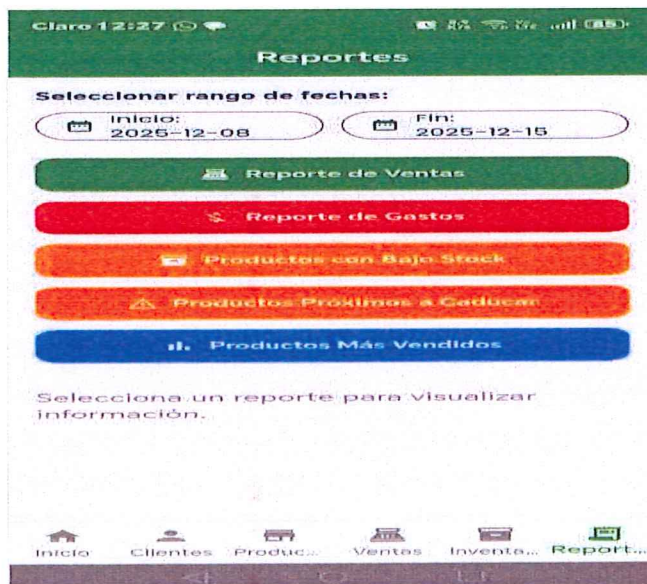 Claro 12:27 85
Reportes
Seleccionar rango de fechas:
Inicio:
2025-12-08
Fin:
2025-12-15
Reporte de Ventas
Reporte de Gastos
Productos con Bajo Stock
Productos Próximos a Caducar
Productos Más Vendidos
Selecciona un reporte para visualizar
información.
Inicio Clientes Produc... Ventas Inventa... Report...